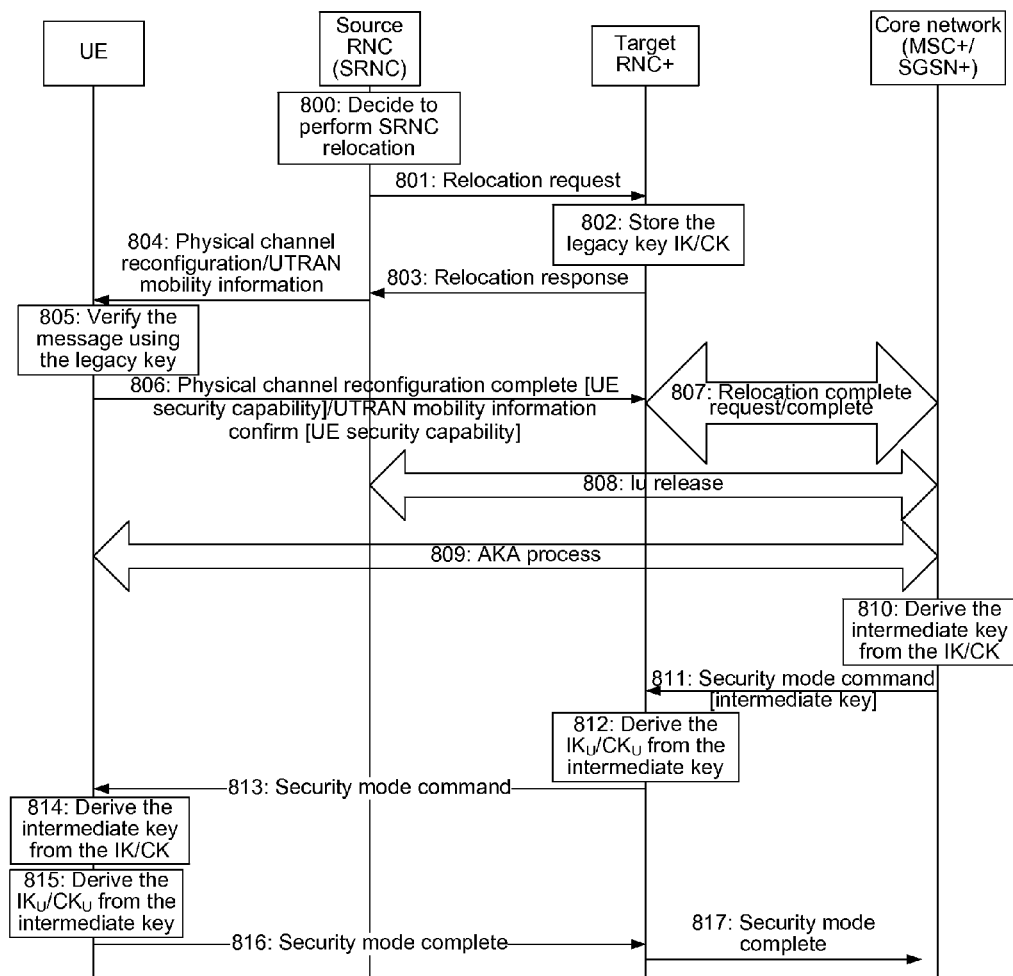 UE
Source
RNC
(SRNC)
Target
RNC+
Core network
(MSC+/
SGSN+)
800: Decide to
perform SRNC
relocation
801: Relocation request
802: Store the
legacy key IK/CK
803: Relocation response
804: Physical channel
reconfiguration/UTRAN
mobility information
805: Verify the
message using
the legacy key
806: Physical channel reconfiguration complete [UE
security capability]/UTRAN mobility information
confirm [UE security capability]
807: Relocation complete
request/complete
808: Iu release
809: AKA process
810: Derive the
intermediate key
from the IK/CK
811: Security mode command
[intermediate key]
812: Derive the
IKU/CKU from the
intermediate key
813: Security mode command
814: Derive the
intermediate key
from the IK/CK
815: Derive the
IKU/CKU from the
intermediate key
816: Security mode complete
817: Security mode
complete